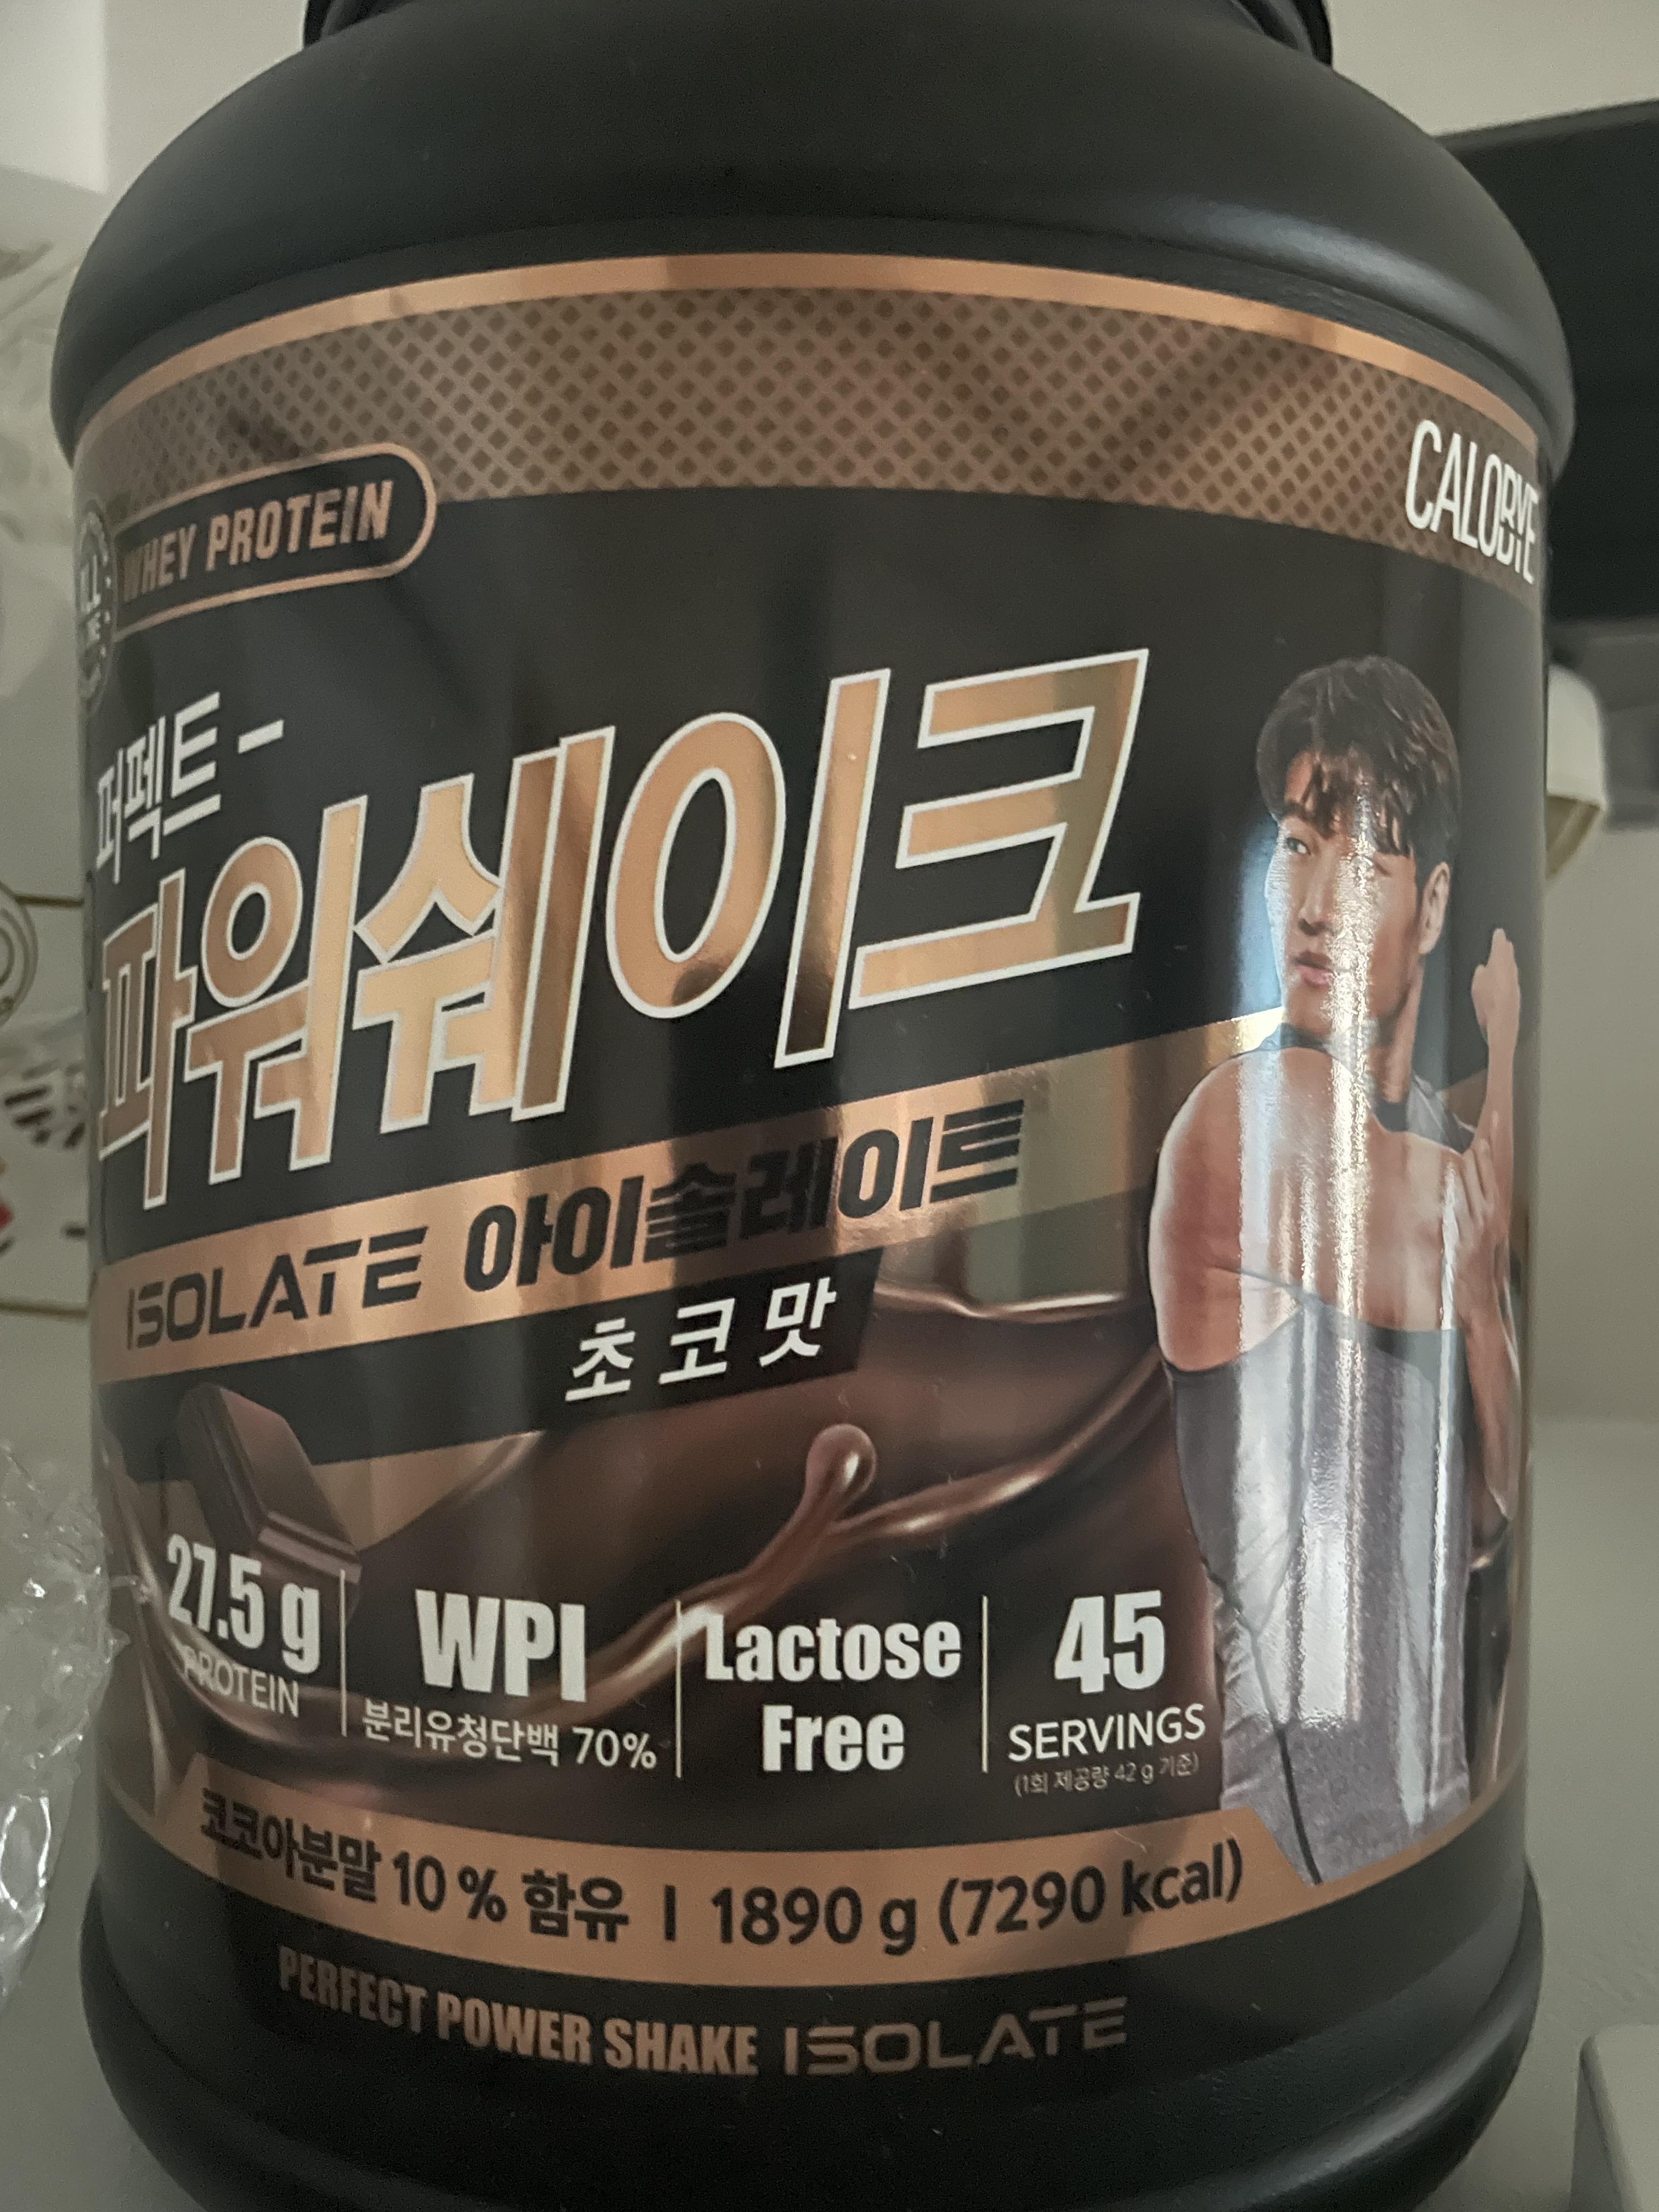 CALOBYE
WHEY PROTEIN
퍼펙트-
파워쉐이크
ISOLATE 아이솔레이트
초코맛
27.5 g
PROTEIN
WPI
분리유청단백 70%
Lactose
Free
45
SERVINGS
(1회 제공량 42 g 기준)
코코아분말 10 % 함유 | 1890 g (7290 kcal)
PERFECT POWER SHAKE ISOLATE